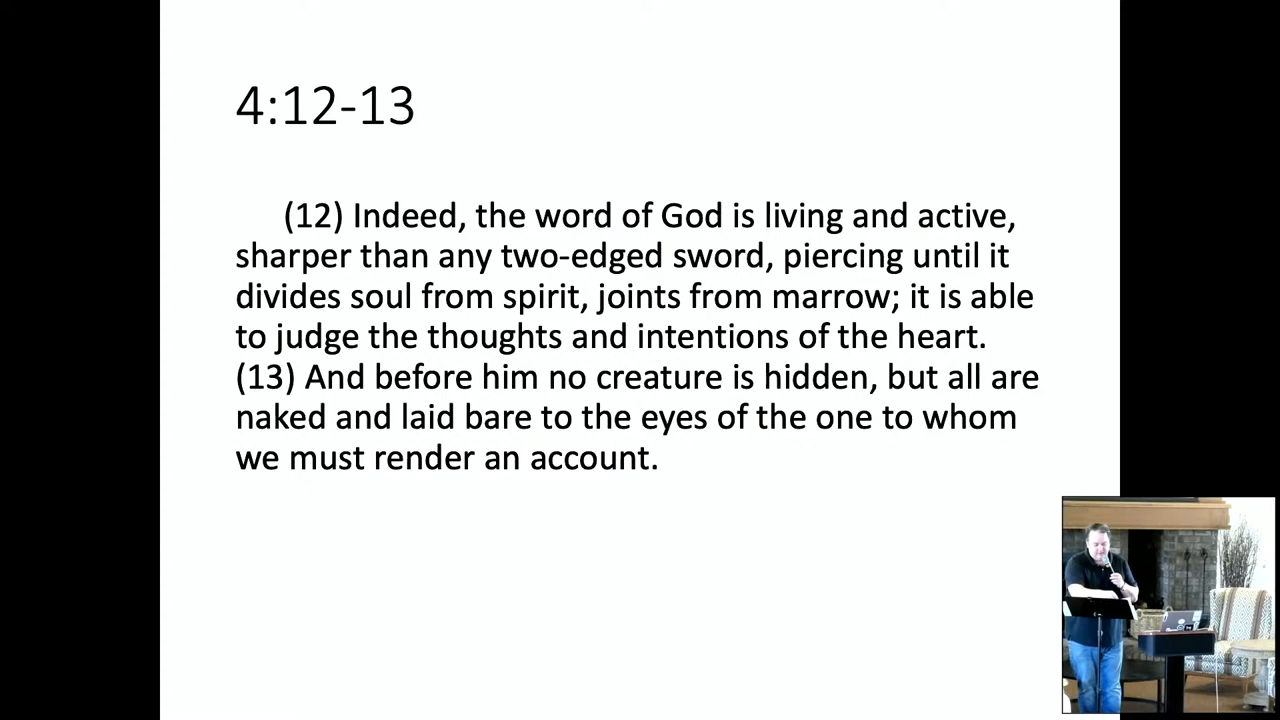 4:12-13
(12) Indeed, the word of God is living and active,
sharper than any two-edged sword, piercing until it
divides soul from spirit, joints from marrow; it is able
to judge the thoughts and intentions of the heart.
(13) And before him no creature is hidden, but all are
naked and laid bare to the eyes of the one to whom
we must render an account.